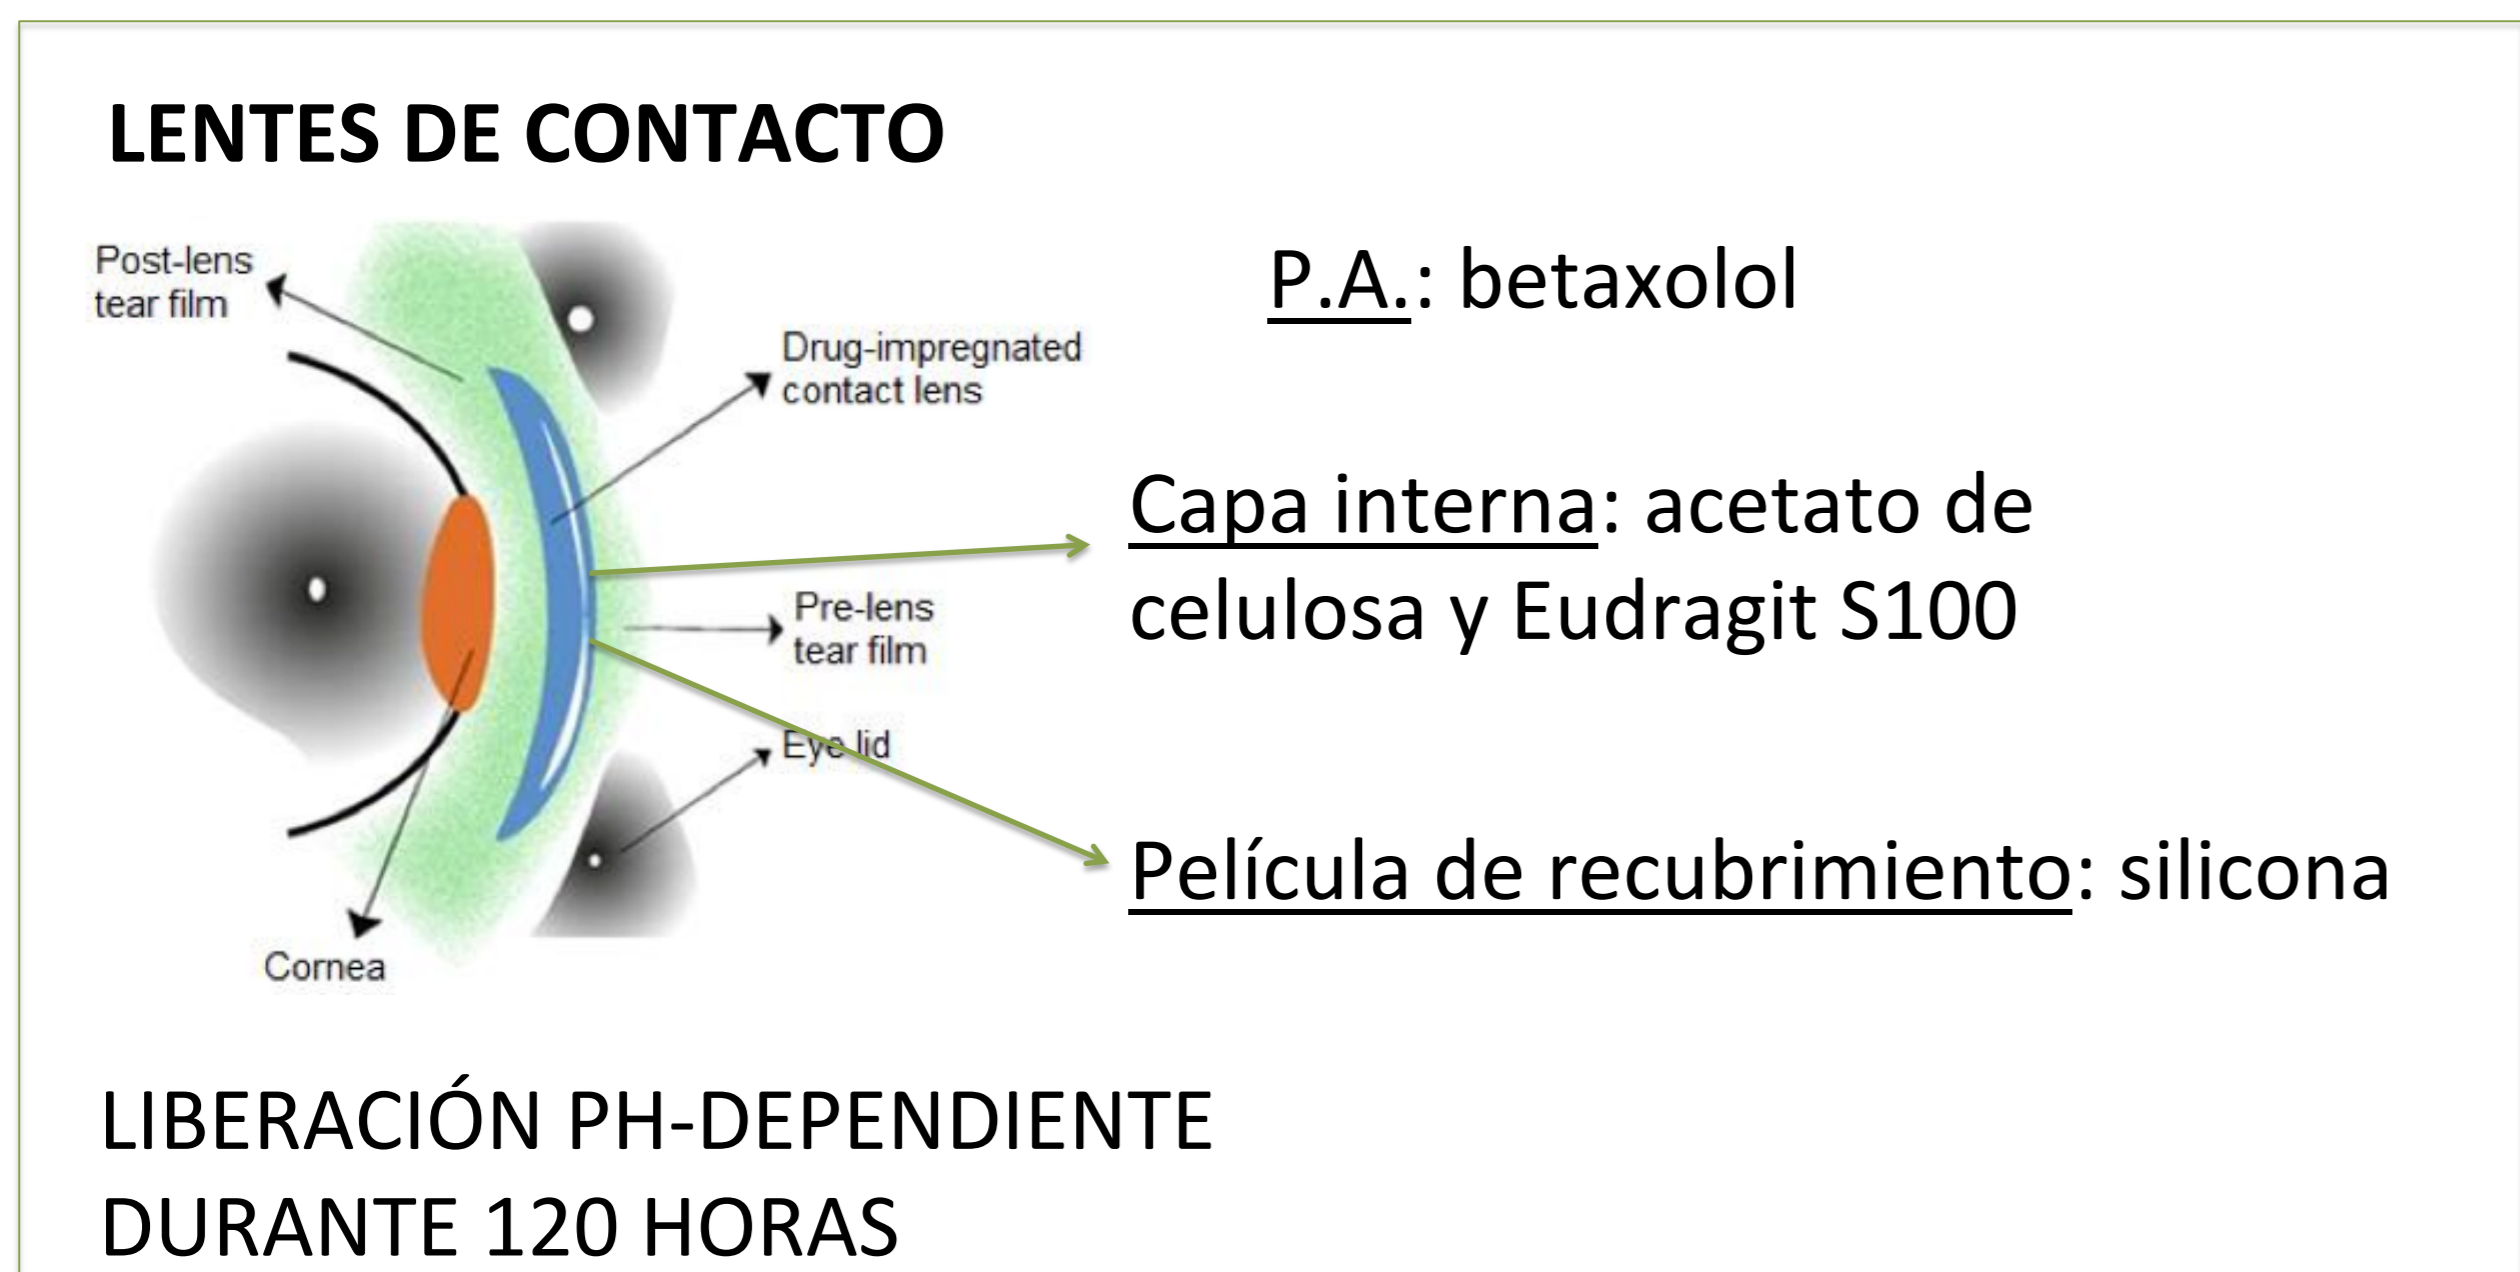 LENTES DE CONTACTO
Post-lens
tear film
Drug-impregnated
contact lens
Pre-lens
tear film
Eye lid
Cornea
P.A.: betaxolol
Capa interna: acetato de
celulosa y Eudragit S100
Película de recubrimiento: silicona
LIBERACIÓN PH-DEPENDIENTE
DURANTE 120 HORAS